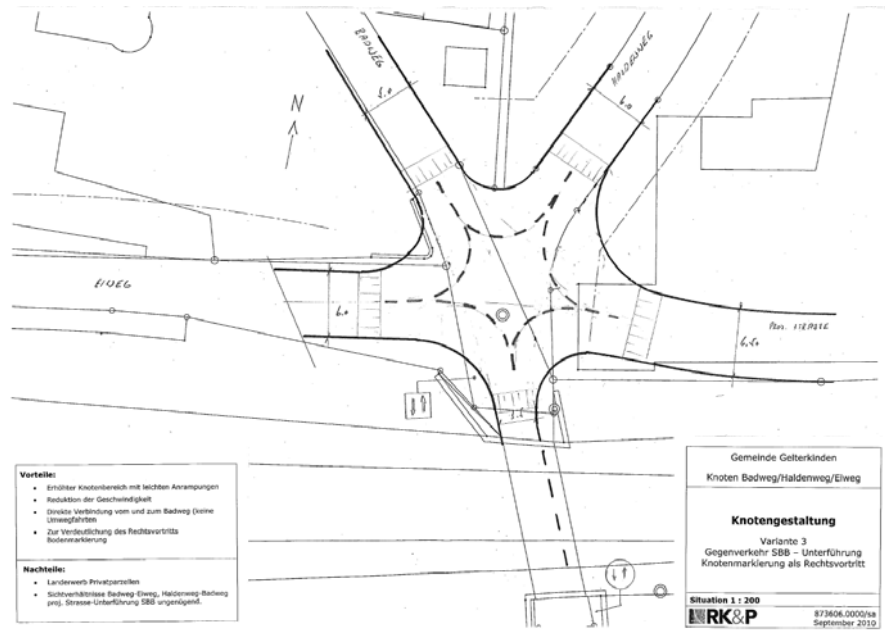 BADWEG
HALDENWEG
5.0
6.0
N
EIWEG
6.0
PROJ. STRASSE
6.50
Vorteile:
• Erhöhter Knotenbereich mit leichten Anrampungen
• Reduktion der Geschwindigkeit
• Direkte Verbindung vom und zum Badweg (keine
Umwegfahrten
• Zur Verdeutlichung des Rechtsvortritts
Bodenmarkierung
Nachteile:
• Landerwerb Privatparzellen
• Sichtverhältnisse Badweg-Eiweg, Haldenweg-Badweg
proj. Strasse-Unterführung SBB ungenügend.
Gemeinde Gelterkinden
Knoten Badweg/Haldenweg/Eiweg
Knotengestaltung
Variante 3
Gegenverkehr SBB – Unterführung
Knotenmarkierung als Rechtsvortritt
Situation 1 : 200
RK&P
873606.0000/sa
September 2010